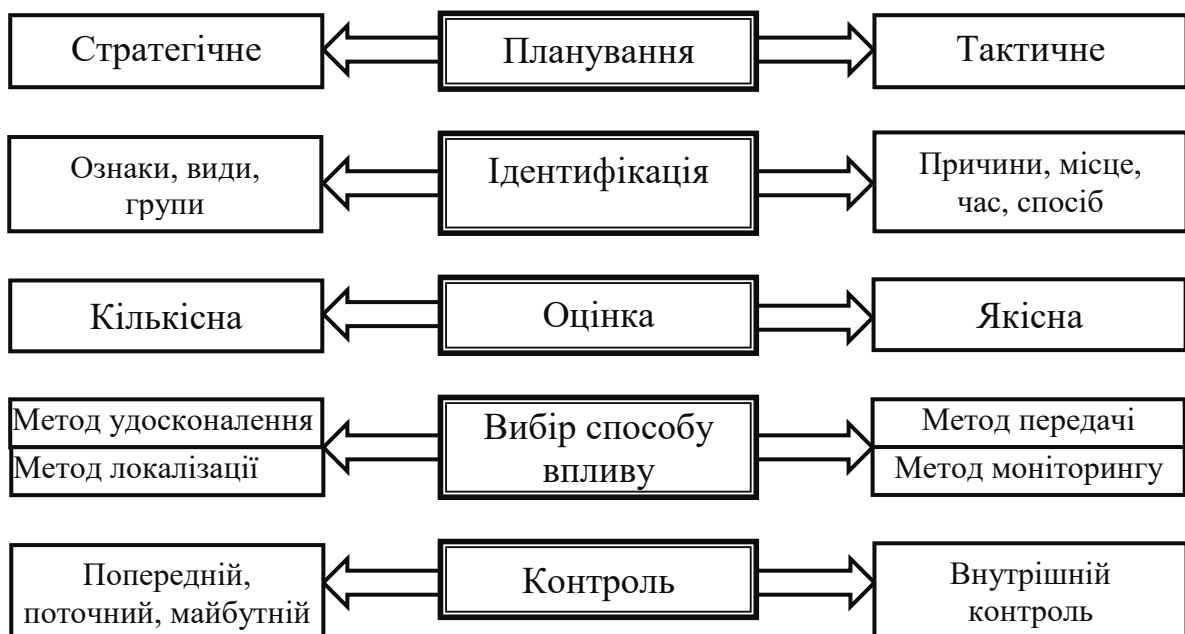 Стратегічне
Планування
Тактичне
Ознаки, види,
групи
Ідентифікація
Причини, місце,
час, спосіб
Кількісна
Оцінка
Якісна
Метод удосконалення
Метод локалізації
Вибір способу
впливу
Метод передачі
Метод моніторингу
Попередній,
поточний, майбутній
Контроль
Внутрішній
контроль